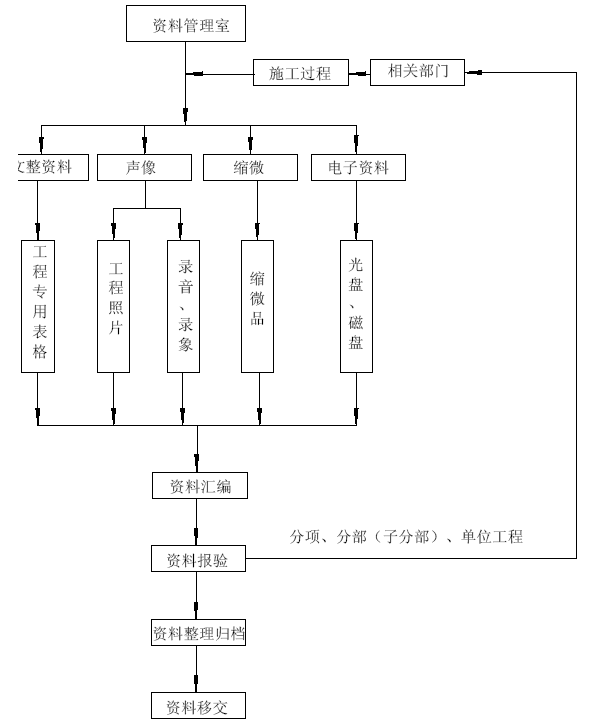 资料管理室
施工过程
相关部门
整资料
声像
缩微
电子资料
工程专用表格
工程照片
录音、录象
缩微品
光盘、磁盘
资料汇编
分项、分部（子分部）、单位工程
资料报验
资料整理归档
资料移交